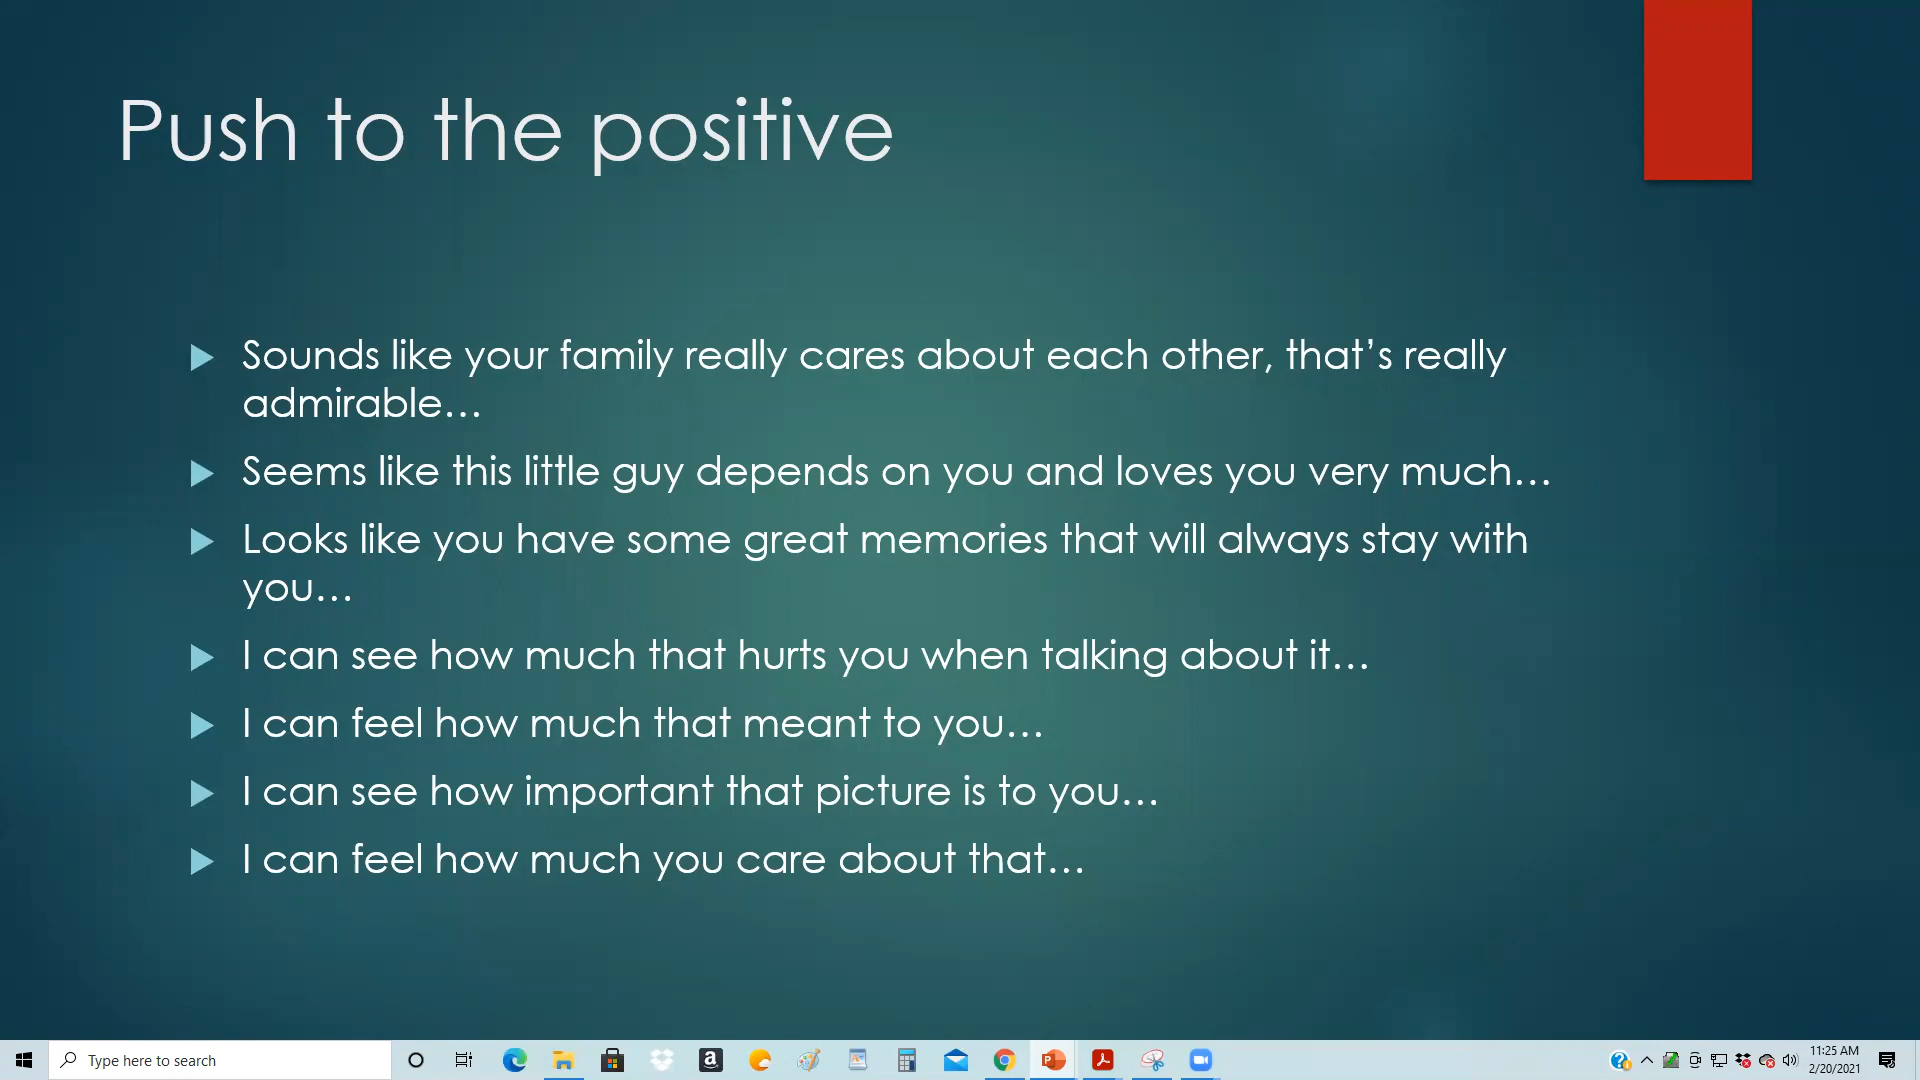 Push to the positive
Sounds like your family really cares about each other, that’s really
admirable…
Seems like this little guy depends on you and loves you very much…
Looks like you have some great memories that will always stay with
you…
I can see how much that hurts you when talking about it…
I can feel how much that meant to you…
I can see how important that picture is to you…
I can feel how much you care about that…
Type here to search
11:25 AM
2/20/2021